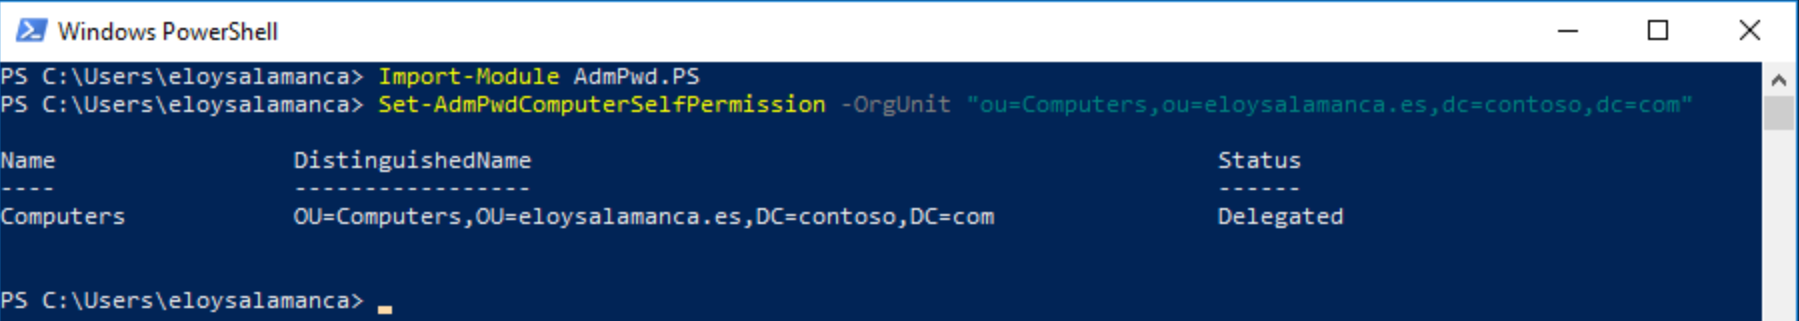 Windows PowerShell
PS C:\Users\eloysalamanca> Import-Module AdmPwd.PS
PS C:\Users\eloysalamanca> Set-AdmPwdComputerSelfPermission -OrgUnit "ou=Computers,ou=eloysalamanca.es,dc=contoso,dc=com"
Name DistinguishedName Status
---- ----------------- ------
Computers OU=Computers,OU=eloysalamanca.es,DC=contoso,DC=com Delegated
PS C:\Users\eloysalamanca>